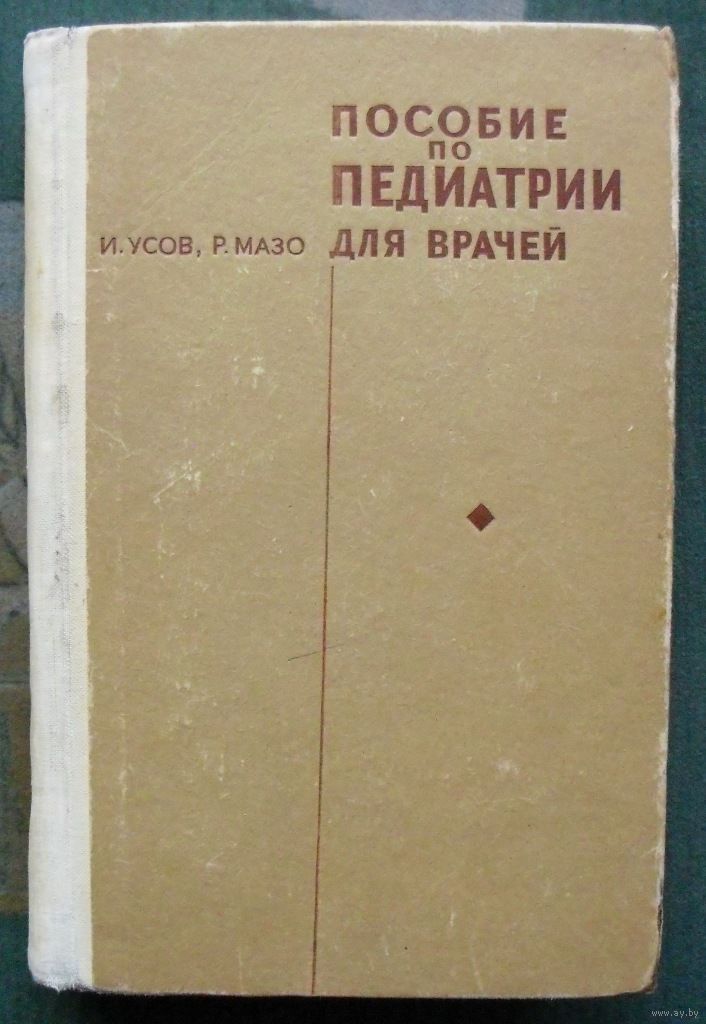 ПОСОБИЕ
ПО
ПЕДИАТРИИ
И. УСОВ, Р. МАЗО ДЛЯ ВРАЧЕЙ
www.ay.by